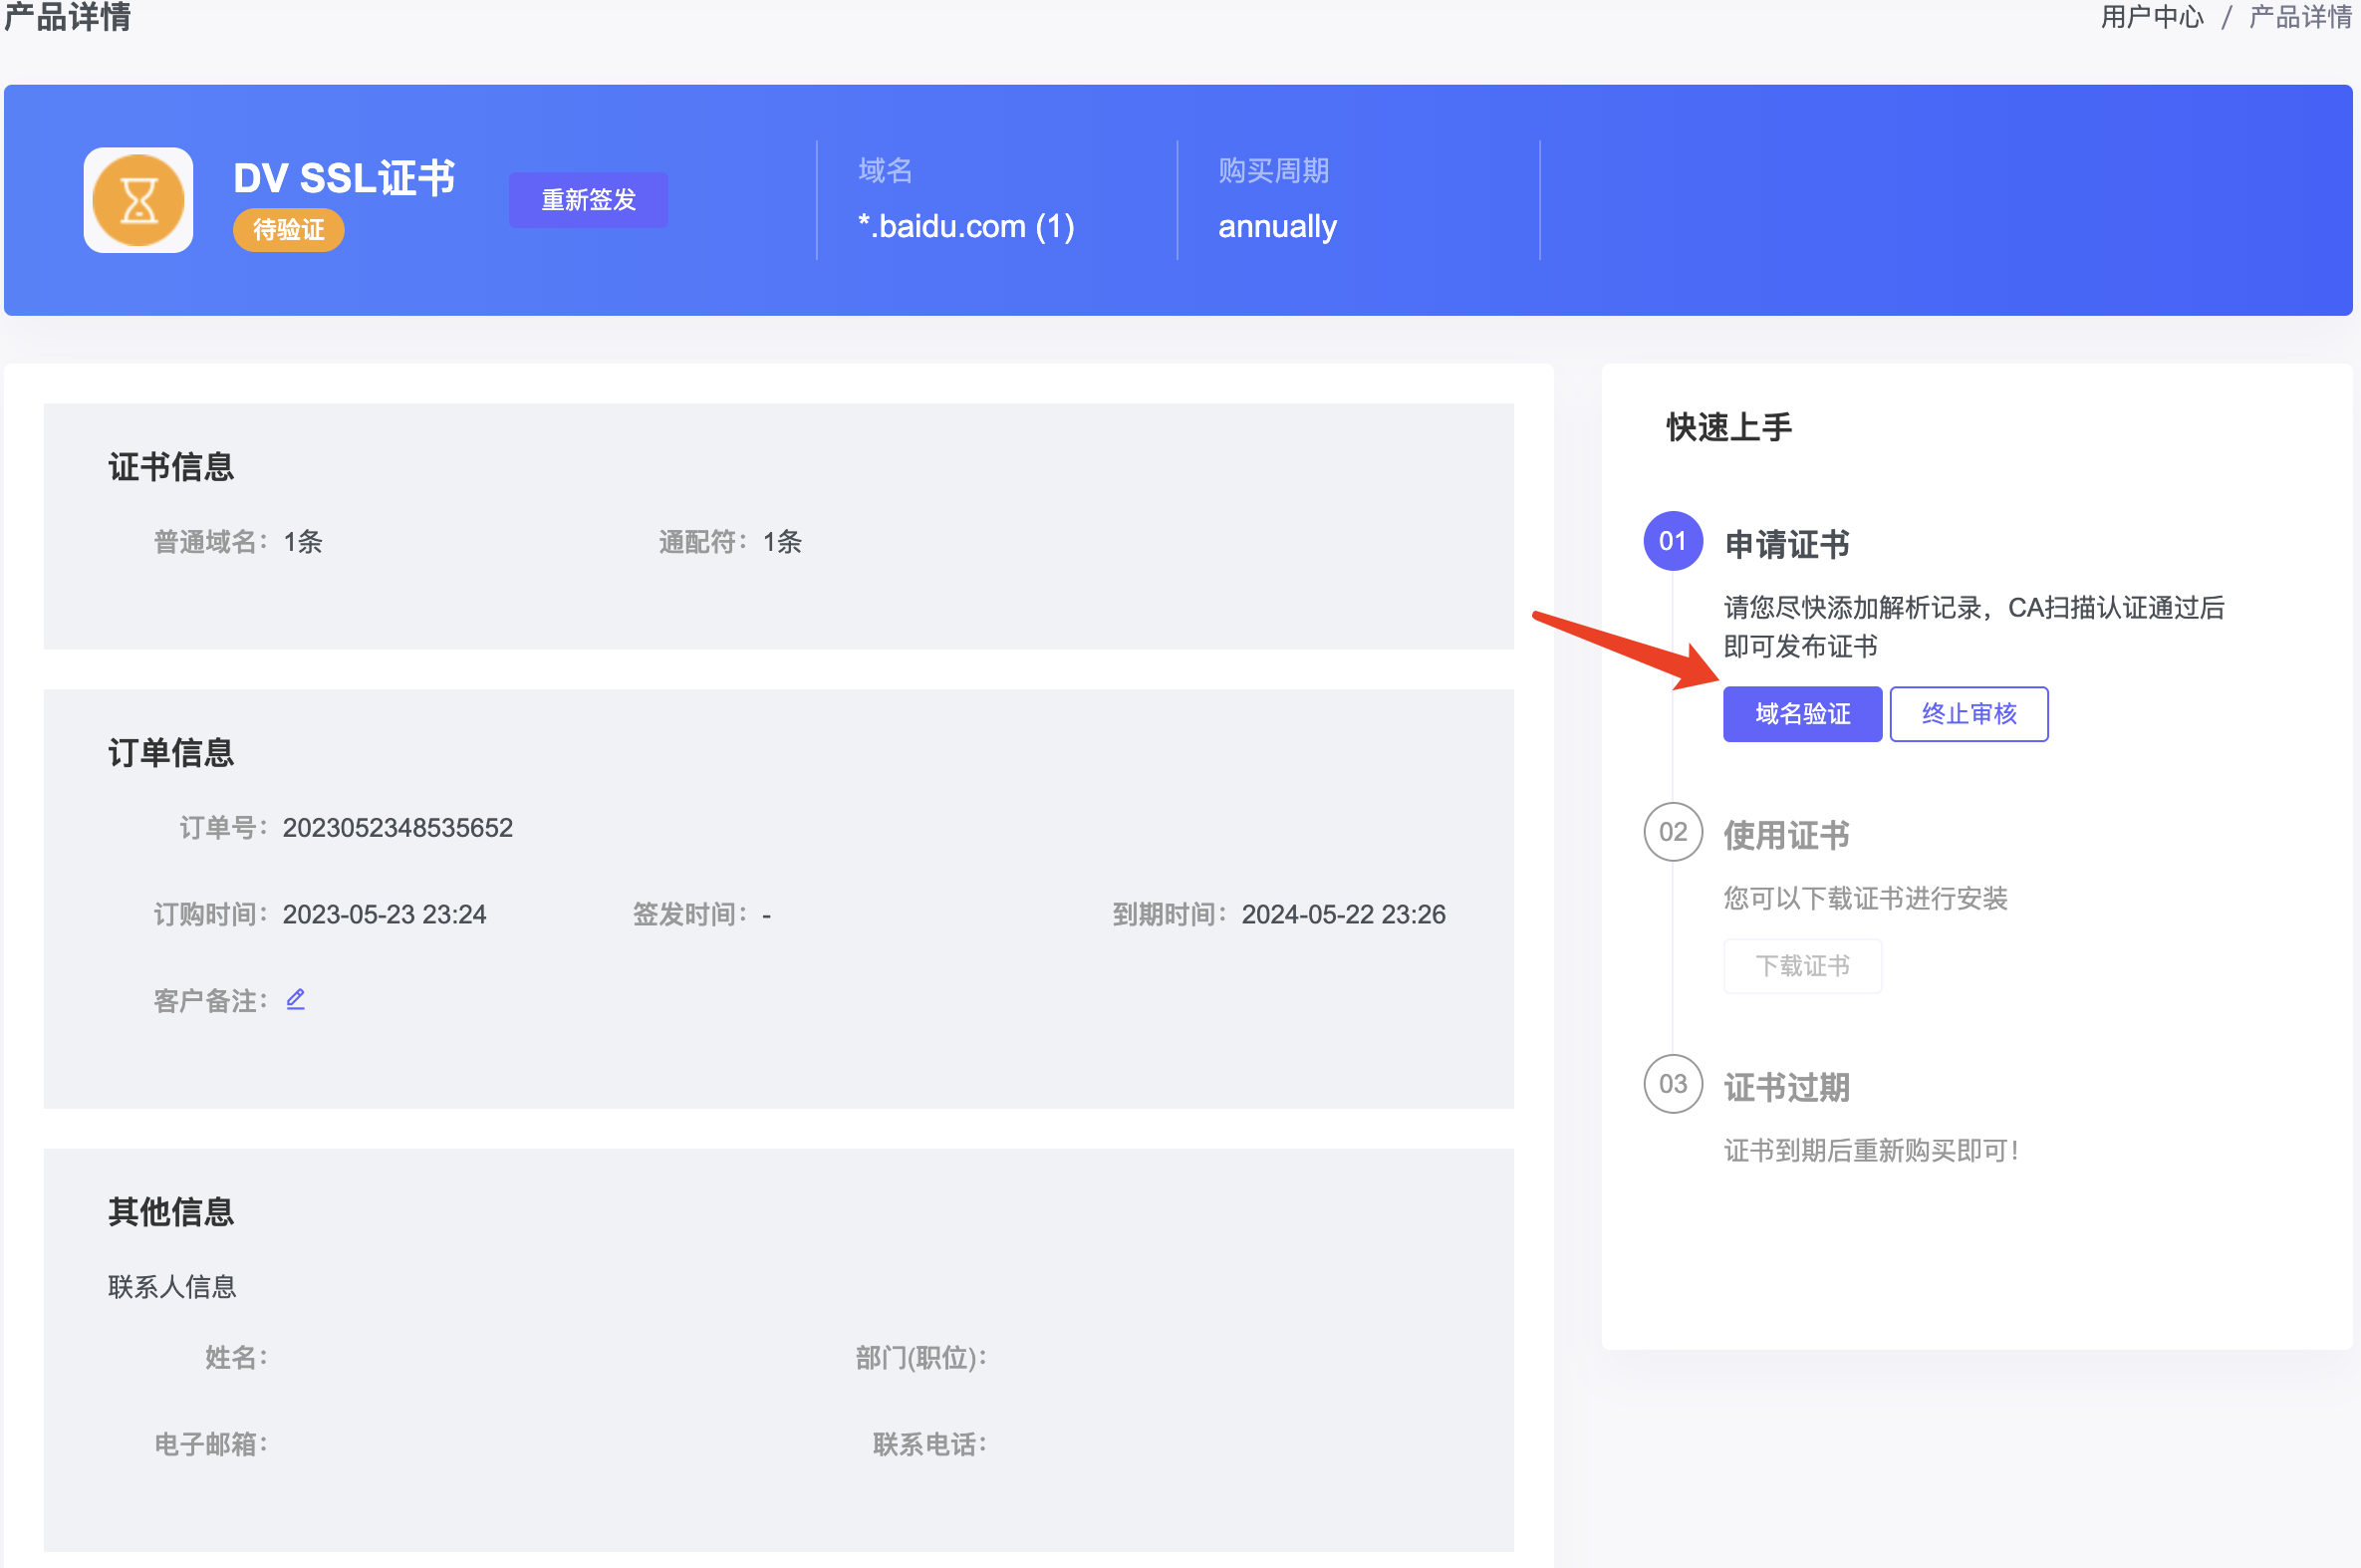 产品详情
用户中心 / 产品详情
DV SSL证书
待验证
重新签发
域名
*.baidu.com (1)
购买周期
annually
证书信息
普通域名： 1条
通配符： 1条
订单信息
订单号： 2023052348535652
订购时间： 2023-05-23 23:24
签发时间： -
到期时间： 2024-05-22 23:26
客户备注：
其他信息
联系人信息
姓名：
部门(职位)：
电子邮箱：
联系电话：
快速上手
01 申请证书
请您尽快添加解析记录，CA扫描认证通过后
即可发布证书
域名验证
终止审核
02 使用证书
您可以下载证书进行安装
下载证书
03 证书过期
证书到期后重新购买即可！